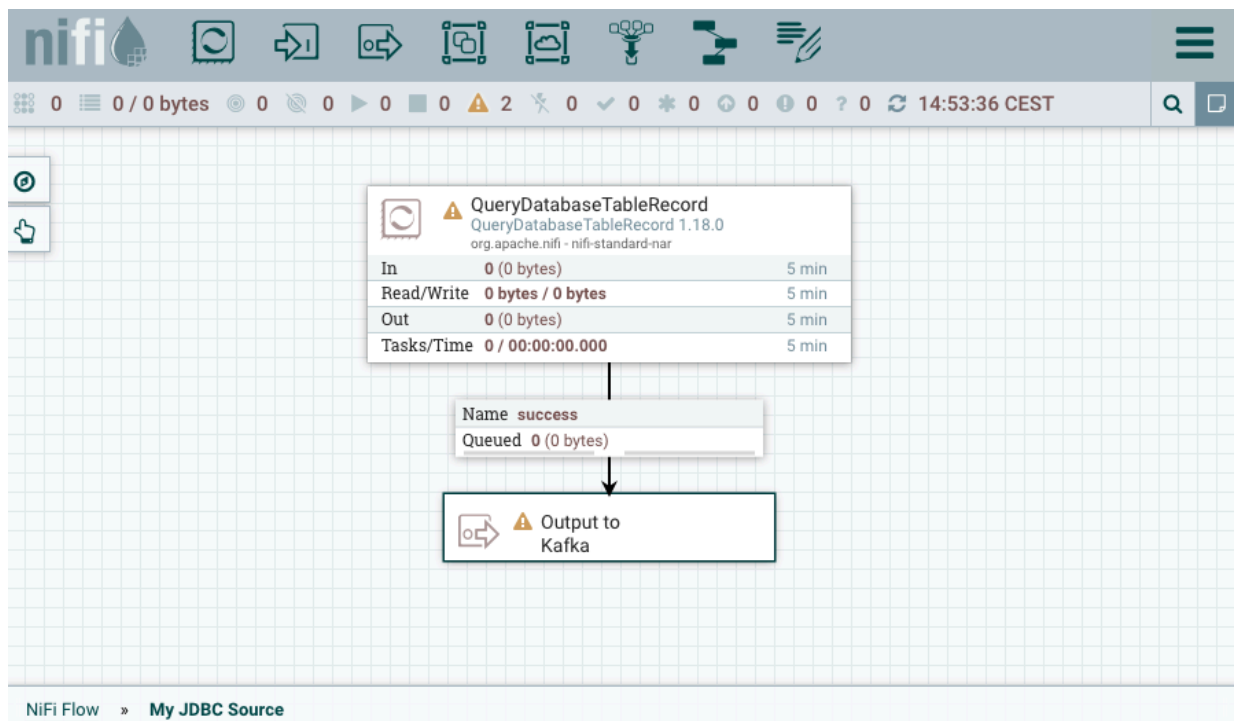 nifi
0 0 / 0 bytes 0 0 0 0 2 0 0 0 0 0 ? 0 14:53:36 CEST
QueryDatabaseTableRecord
QueryDatabaseTableRecord 1.18.0
org.apache.nifi - nifi-standard-nar
In 0 (0 bytes) 5 min
Read/Write 0 bytes / 0 bytes 5 min
Out 0 (0 bytes) 5 min
Tasks/Time 0 / 00:00:00.000 5 min
Name success
Queued 0 (0 bytes)
Output to
Kafka
NiFi Flow » My JDBC Source